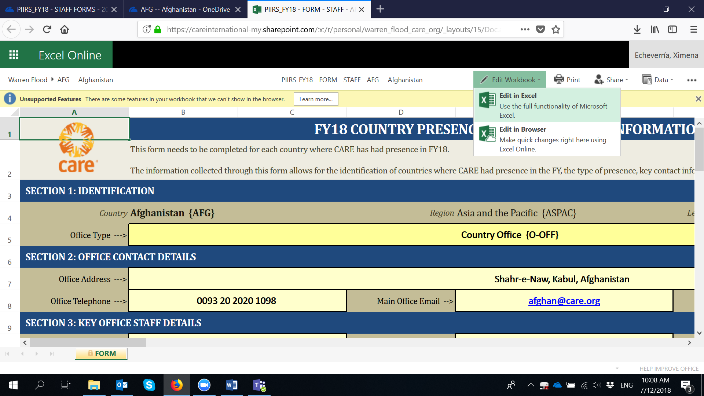 PIIRS_FY18 - STAFF FORMS - 2
AFG -- Afghanistan - OneDrive
PIIRS_FY18 - FORM - STAFF - A
https://careinternational-my.sharepoint.com/:x:/r/personal/warren_flood_care_org/_layouts/15/Doc
Excel Online
Echeverría, Ximena
Warren Flood ▸ AFG Afghanistan
PIIRS_FY18 FORM STAFF AFG Afghanistan
Edit Workbook
Print
Share
Data
Unsupported Features There are some features in your workbook that we can't show in the browser.
Learn more...
Edit in Excel
Use the full functionality of Microsoft Excel.
Edit in Browser
Make quick changes right here using Excel Online.
A B C D
1
FY18 COUNTRY PRESENC
NFORMATIO
care
This form needs to be completed for each country where CARE has had presence in FY18.
2
The information collected through this form allows for the identification of countries where CARE had presence in the FY, the type of presence, key contact info
3 SECTION 1: IDENTIFICATION
4 Country Afghanistan {AFG} Region Asia and the Pacific {ASPAC} Le
5 Office Type ---> Country Office {O-OFF}
6 SECTION 2: OFFICE CONTACT DETAILS
7 Office Address ---> Shahr-e-Naw, Kabul, Afghanistan
8 Office Telephone ---> 0093 20 2020 1098 Main Office Email --> afghan@care.org
9 SECTION 3: KEY OFFICE STAFF DETAILS
FORM
HELP IMPROVE OFFICE
ENG
10:08 AM
7/12/2018
3